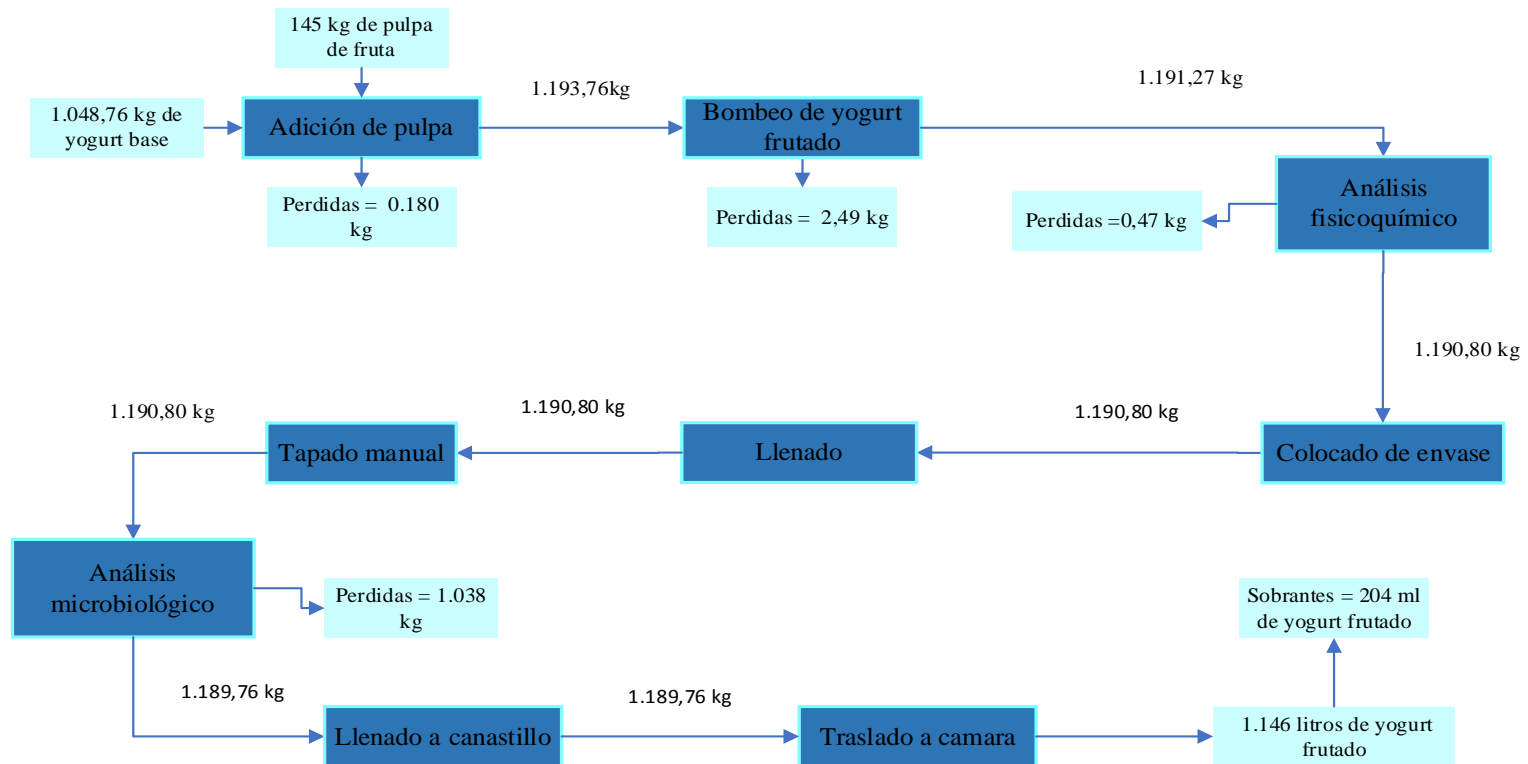 145 kg de pulpa
de fruta
1.048,76 kg de
yogurt base
Adición de pulpa
Perdidas = 0.180
kg
1.193,76kg
Bombeo de yogurt
frutado
Perdidas = 2,49 kg
1.191,27 kg
Análisis
fisicoquímico
Perdidas =0,47 kg
1.190,80 kg
Colocado de envase
1.190,80 kg
Llenado
1.190,80 kg
Tapado manual
1.190,80 kg
Análisis
microbiológico
Perdidas = 1.038
kg
1.189,76 kg
Llenado a canastillo
1.189,76 kg
Traslado a camara
1.146 litros de yogurt
frutado
Sobrantes = 204 ml
de yogurt frutado